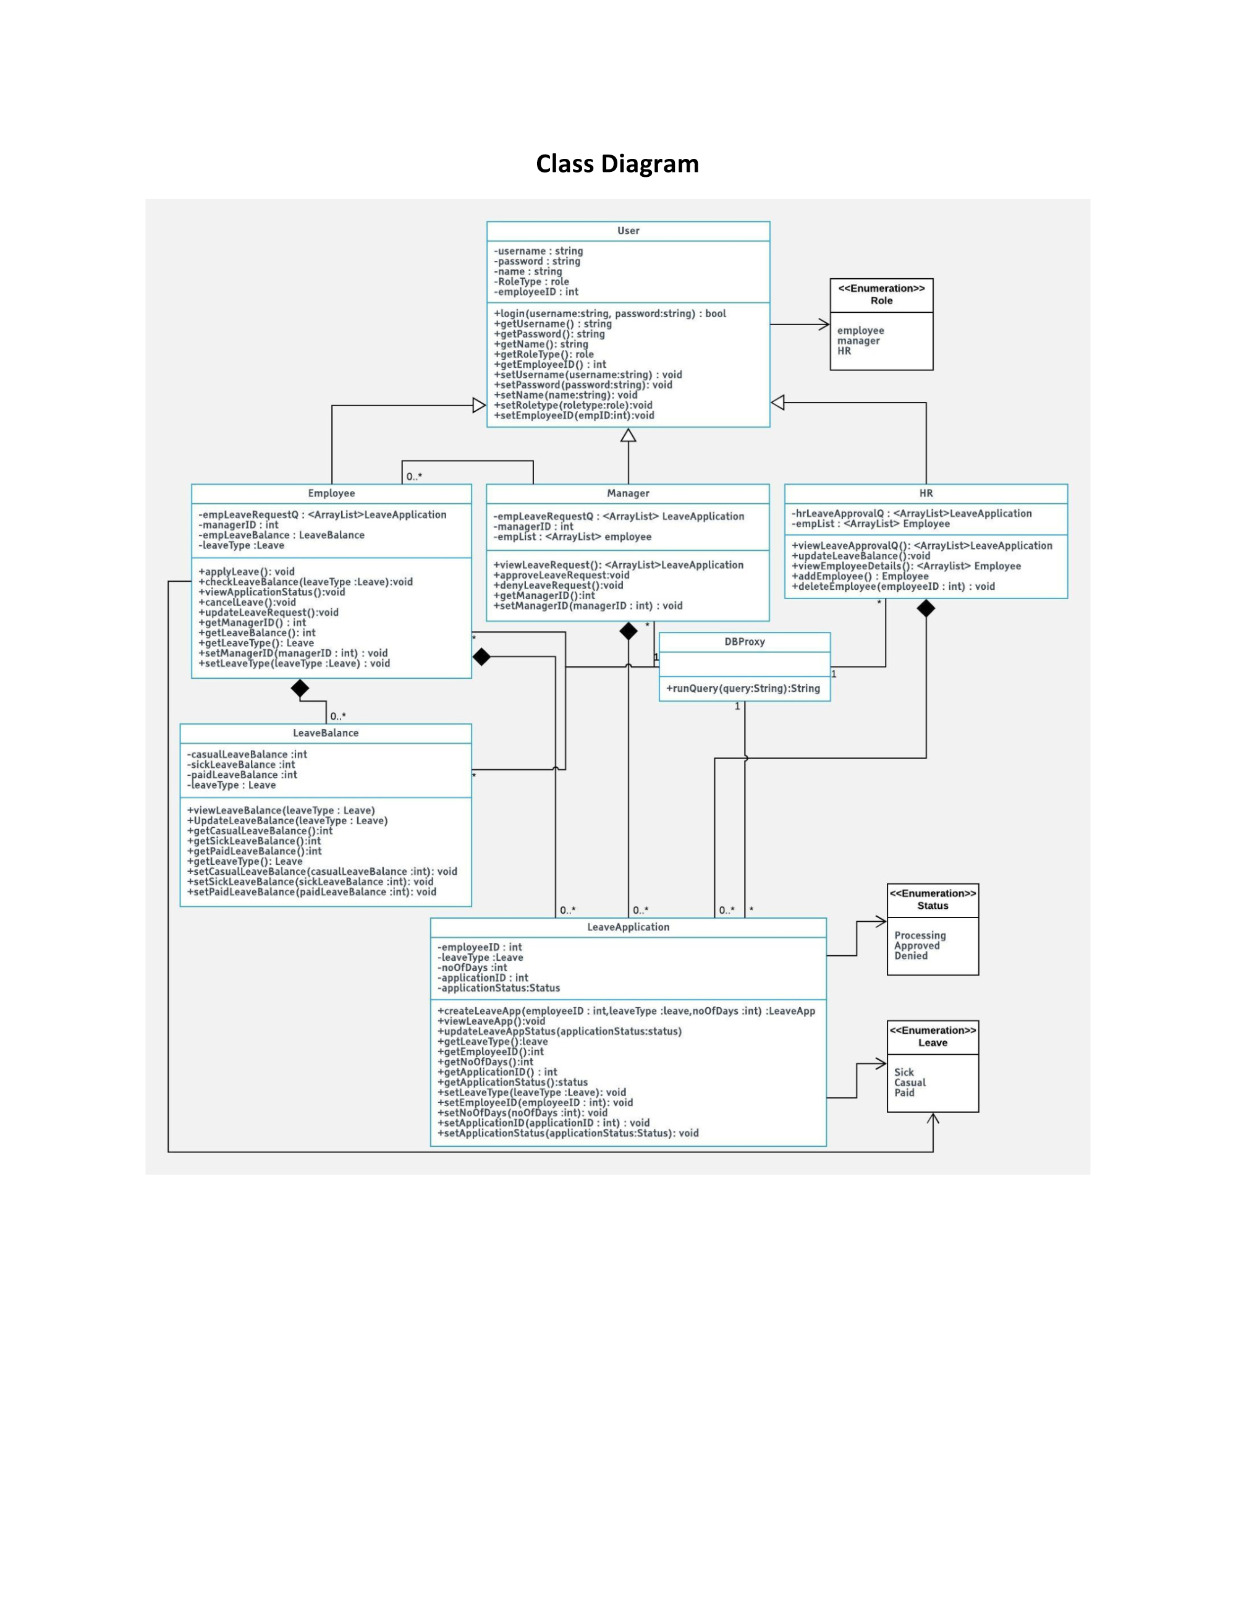 Class Diagram
User
-username : string
-password : string
-name : string
-RoleType : role
-employeeID : int
+login(username:string, password:string) : bool
+getUsername() : string
+getPassword(): string
+getName(): string
+getRoleType(): role
+getEmployeeID() : int
+setUsername(username:string) : void
+setPassword(password:string): void
+setName(name:string): void
+setRoletype(roletype:role):void
+setEmployeeID(empID:int):void
<<Enumeration>>
Role
employee
manager
HR
0..*
Employee
-empLeaveRequestQ : <ArrayList>LeaveApplication
-managerID : int
-empLeaveBalance : LeaveBalance
-leaveType :Leave
+applyLeave(): void
+checkLeaveBalance(leaveType :Leave):void
+viewApplicationStatus():void
+cancelLeave():void
+updateLeaveRequest():void
+getManagerID() : int
+getLeaveBalance(): int
+getLeaveType(): Leave
+setManagerID(managerID : int) : void
+setLeaveType(leaveType :Leave) : void
Manager
-empLeaveRequestQ : <ArrayList> LeaveApplication
-managerID : int
-empList : <ArrayList> employee
+viewLeaveRequest(): <ArrayList>LeaveApplication
+approveLeaveRequest:void
+denyLeaveRequest():void
+getManagerID():int
+setManagerID(managerID : int) : void
HR
-hrLeaveApprovalQ : <ArrayList>LeaveApplication
-empList : <ArrayList> Employee
+viewLeaveApprovalQ(): <ArrayList>LeaveApplication
+updateLeaveBalance():void
+viewEmployeeDetails(): <Arraylist> Employee
+addEmployee() : Employee
+deleteEmployee(employeeID : int) : void
*
*
*
DBProxy
+runQuery(query:String):String
1
1
1
0..*
LeaveBalance
-casualLeaveBalance :int
-sickLeaveBalance :int
-paidLeaveBalance :int
-leaveType : Leave
+viewLeaveBalance(leaveType : Leave)
+UpdateLeaveBalance(leaveType : Leave)
+getCasualLeaveBalance():int
+getSickLeaveBalance():int
+getPaidLeaveBalance():int
+getLeaveType(): Leave
+setCasualLeaveBalance(casualLeaveBalance :int): void
+setSickLeaveBalance(sickLeaveBalance :int): void
+setPaidLeaveBalance(paidLeaveBalance :int): void
*
0..*
0..*
0..*
*
LeaveApplication
-employeeID : int
-leaveType :Leave
-noOfDays :int
-applicationID : int
-applicationStatus:Status
+createLeaveApp(employeeID : int,leaveType :leave,noOfDays :int) :LeaveApp
+viewLeaveApp():void
+updateLeaveAppStatus(applicationStatus:status)
+getLeaveType():leave
+getEmployeeID():int
+getNoOfDays():int
+getApplicationID() : int
+getApplicationStatus():status
+setLeaveType(leaveType :Leave): void
+setEmployeeID(employeeID : int): void
+setNoOfDays(noOfDays :int): void
+setApplicationID(applicationID : int) : void
+setApplicationStatus(applicationStatus:Status): void
<<Enumeration>>
Status
Processing
Approved
Denied
<<Enumeration>>
Leave
Sick
Casual
Paid